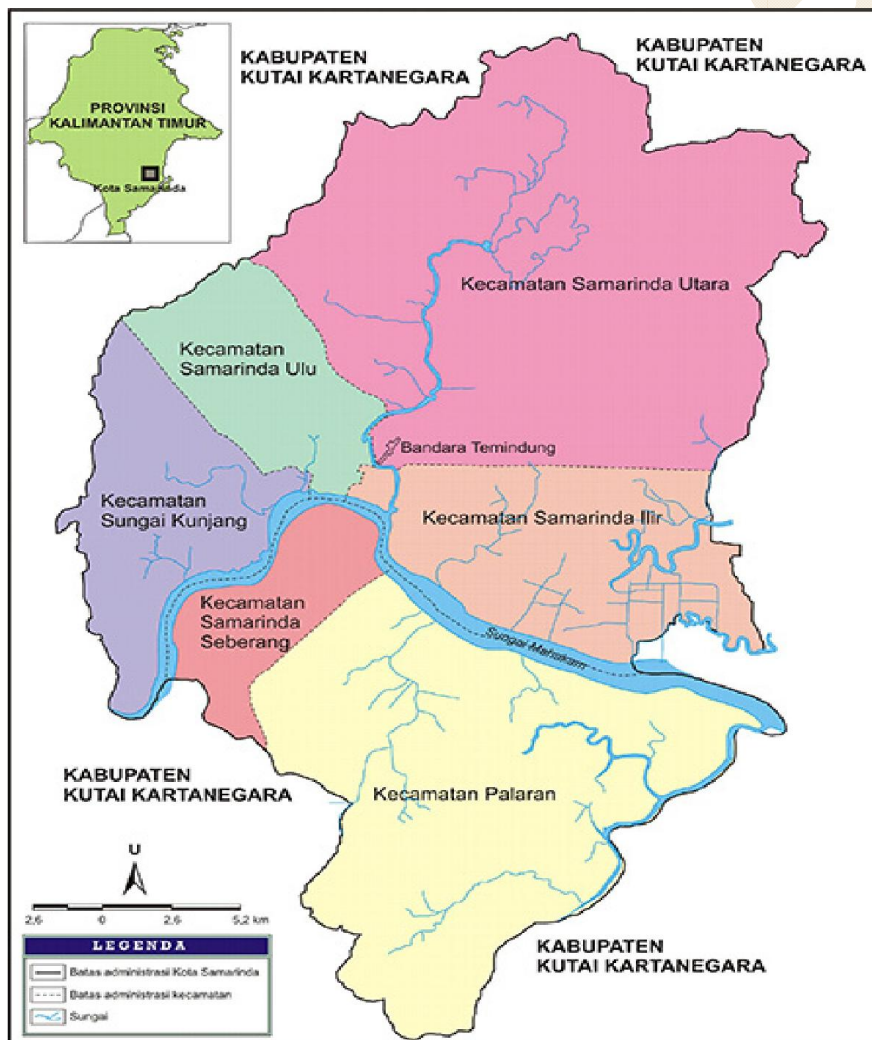 KABUPATEN
KUTAI KARTANEGARA
KABUPATEN
KUTAI KARTANEGARA
PROVINSI
KALIMANTAN TIMUR
Kota Samarinda
Kecamatan Samarinda Utara
Kecamatan
Samarinda Ulu
Bandara Temindung
Kecamatan
Sungai Kunjang
Kecamatan Samarinda Ilir
Kecamatan
Samarinda
Seberang
Sungai Mahakam
KABUPATEN
KUTAI KARTANEGARA
Kecamatan Palaran
U
2,6 0 2,6 5,2 km
KABUPATEN
KUTAI KARTANEGARA
LEGENDA
Batas administrasi Kota Samarinda
Batas administrasi kecamatan
Sungai